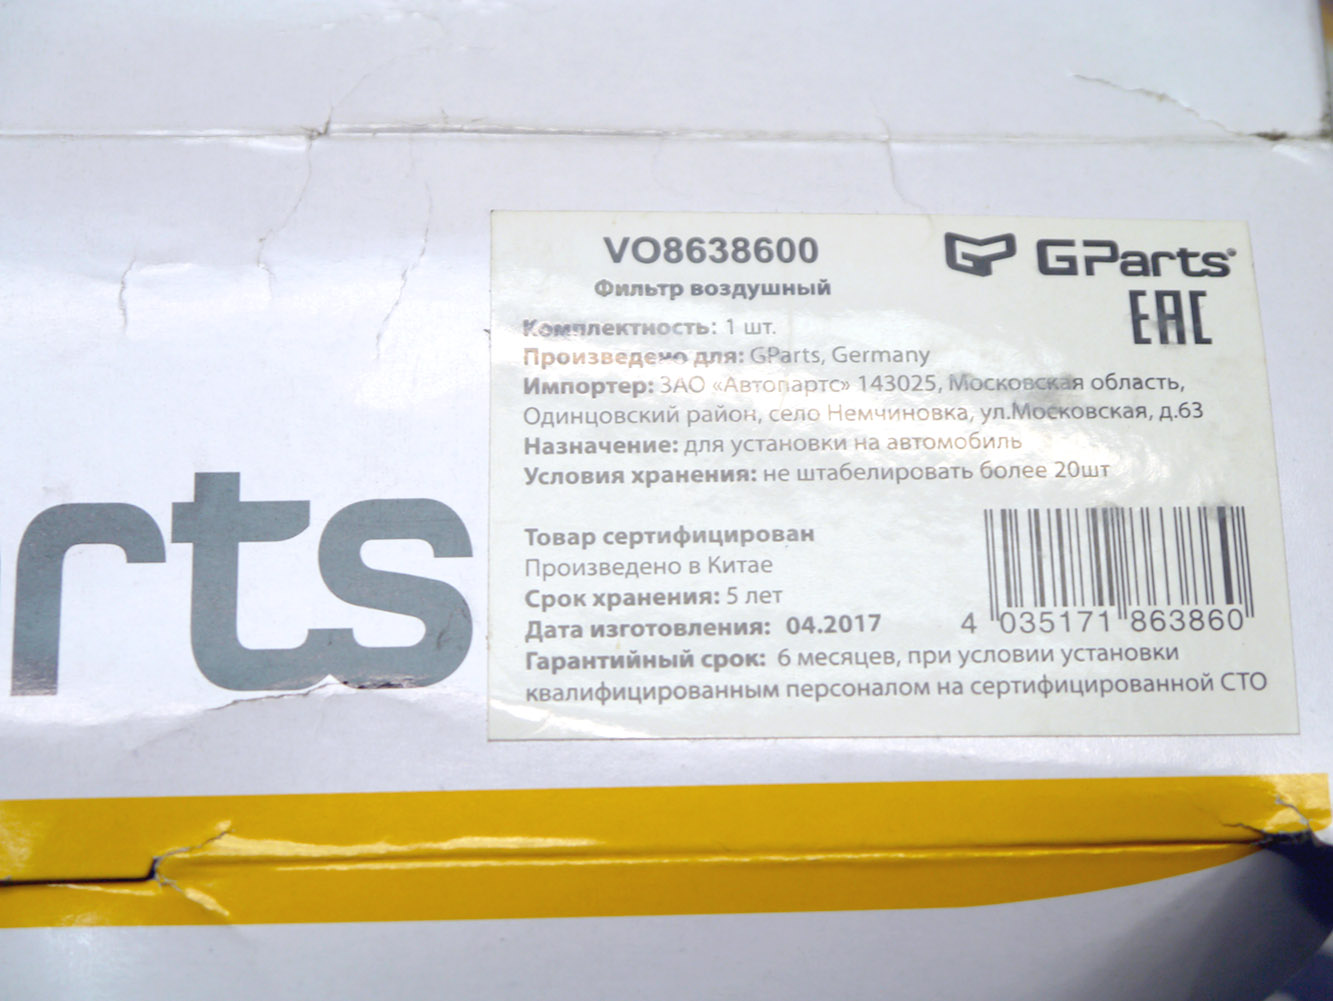 VO8638600
GParts®
Фильтр воздушный
EAC
Комплектность: 1 шт.
Произведено для: GParts, Germany
Импортер: ЗАО «Автопартс» 143025, Московская область,
Одинцовский район, село Немчиновка, ул.Московская, д.63
Назначение: для установки на автомобиль
Условия хранения: не штабелировать более 20шт
Товар сертифицирован
Произведено в Китае
Срок хранения: 5 лет
Дата изготовления: 04.2017
4 035171 863860
Гарантийный срок: 6 месяцев, при условии установки
квалифицированным персоналом на сертифицированной СТО
rts